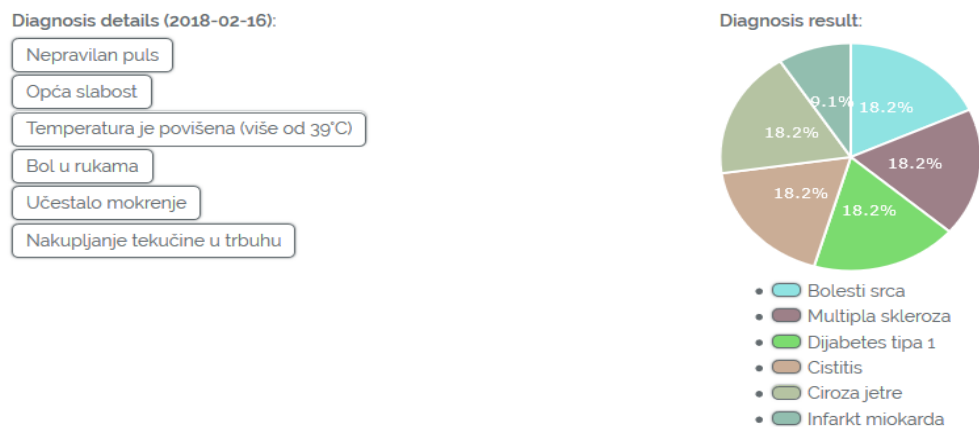 Diagnosis details (2018-02-16):
Nepravilan puls
Opća slabost
Temperatura je povišena (više od 39°C)
Bol u rukama
Učestalo mokrenje
Nakupljanje tekučine u trbuhu
Diagnosis result:
9.1%
18.2%
18.2%
18.2%
18.2%
18.2%
Bolesti srca
Multipla skleroza
Dijabetes tipa 1
Cistitis
Ciroza jetre
Infarkt miokarda